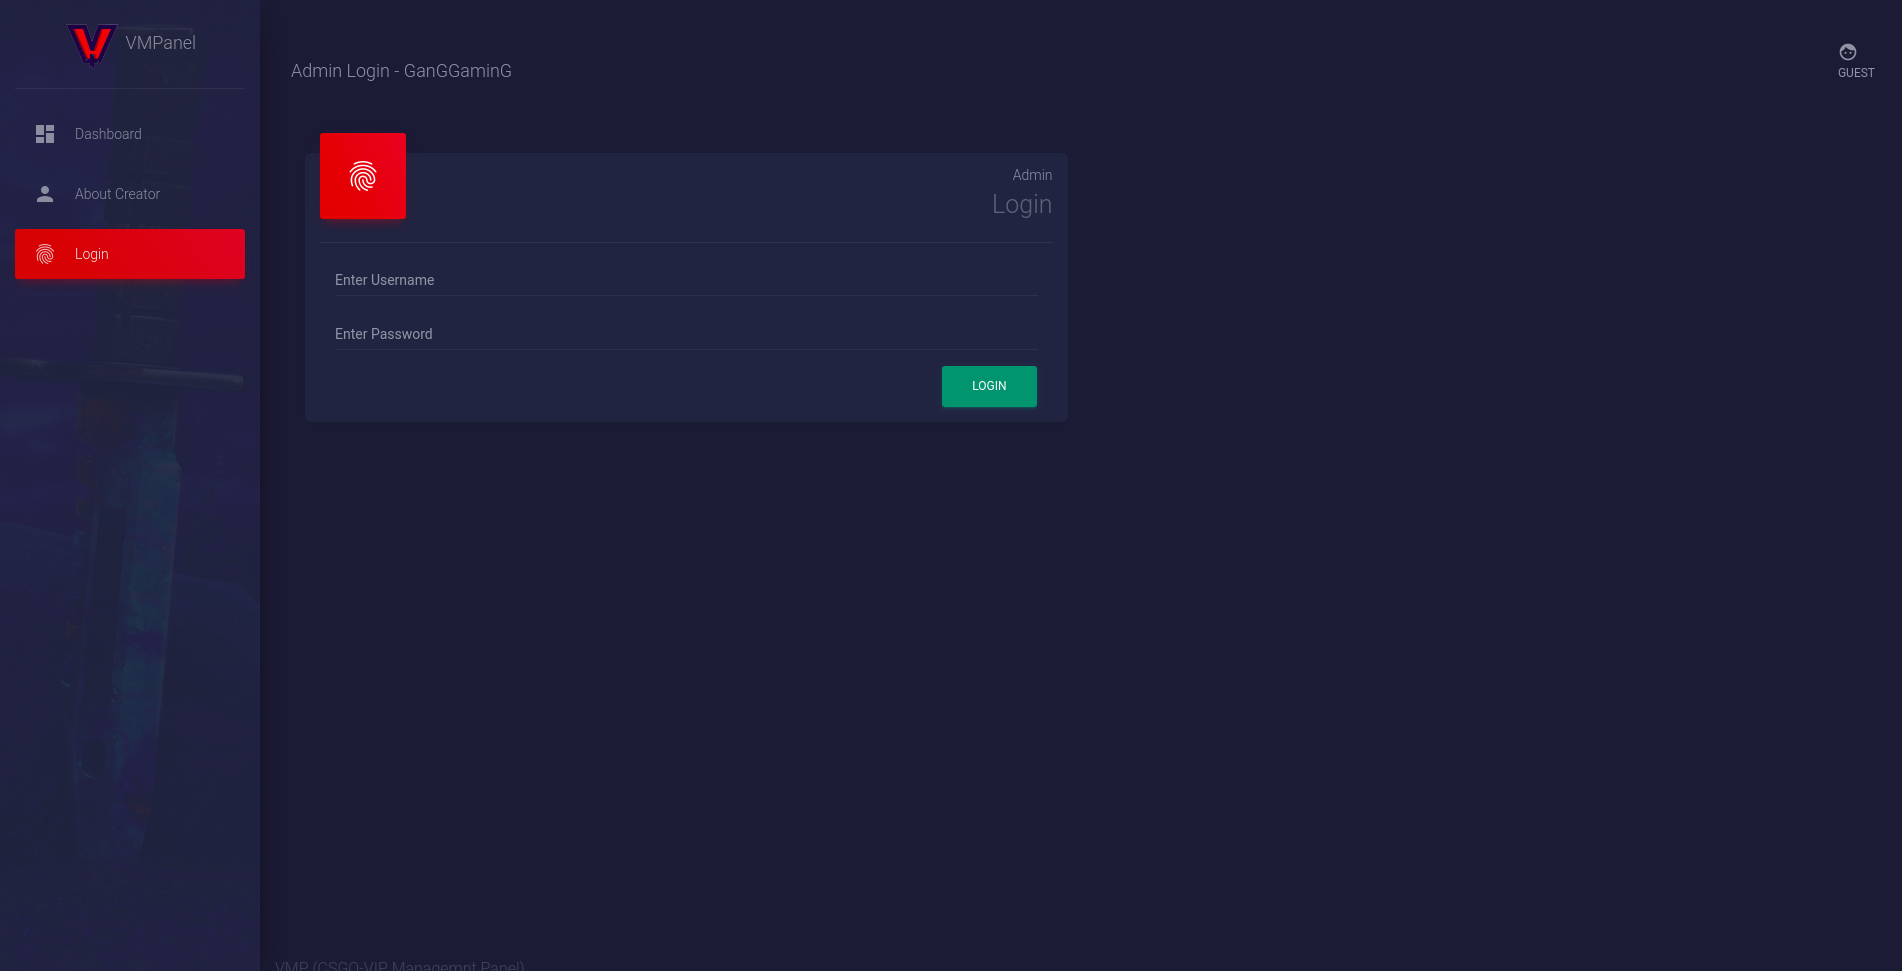 VMPanel
Dashboard
About Creator
Login
Admin Login - GanGGaminG
GUEST
Admin
Login
Enter Username
Enter Password
LOGIN
VMP (CSGO-VIP Managemnt Panel)